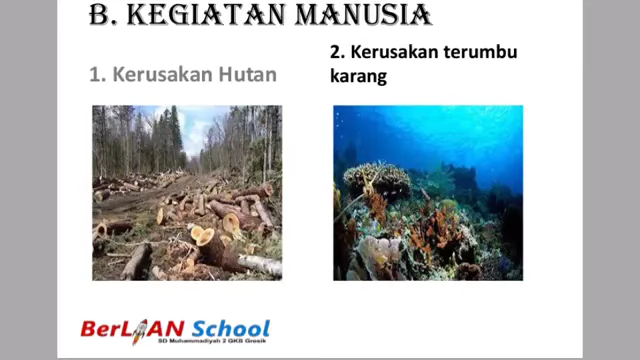 B. KEGIATAN MANUSIA
1. Kerusakan Hutan
2. Kerusakan terumbu
karang
BerLIAN School
SD Muhammadiyah 2 GKB Gresik